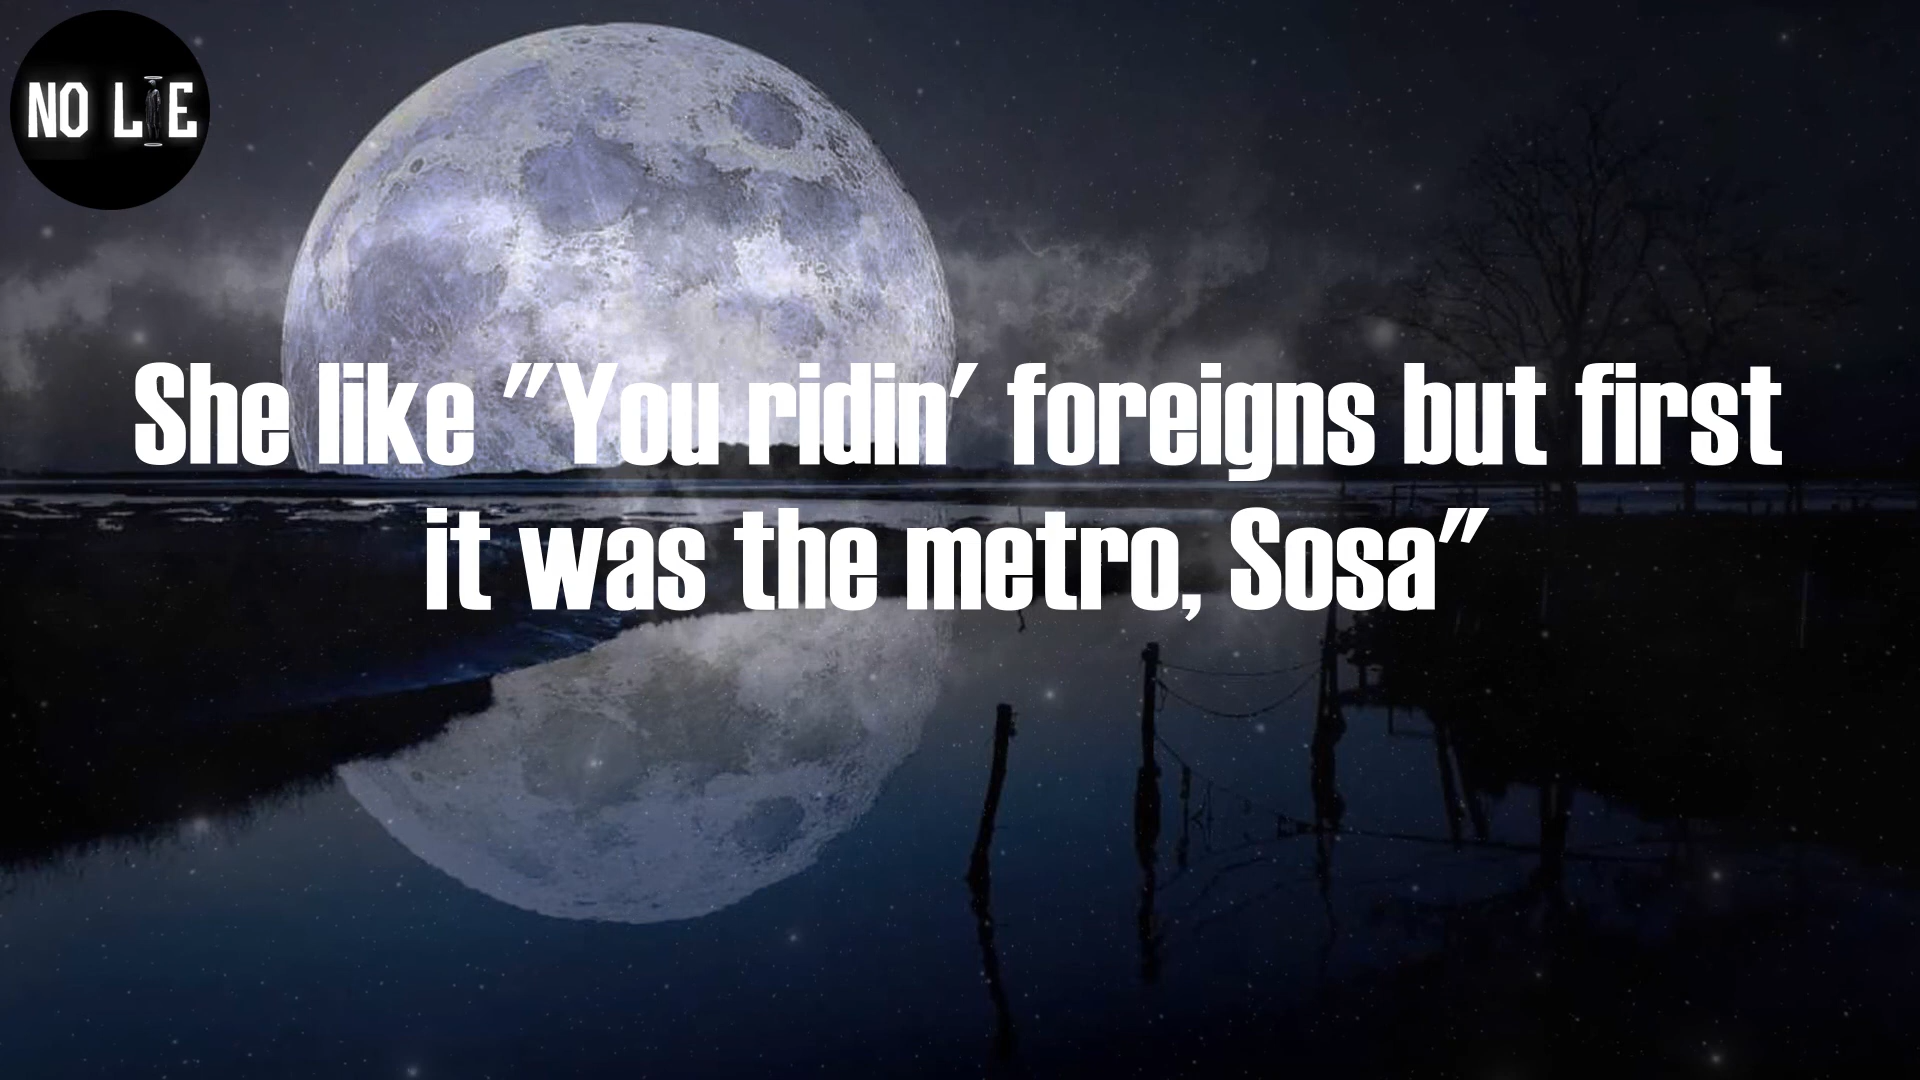 NO LIE
She like "You ridin' foreigns but first
it was the metro, Sosa"